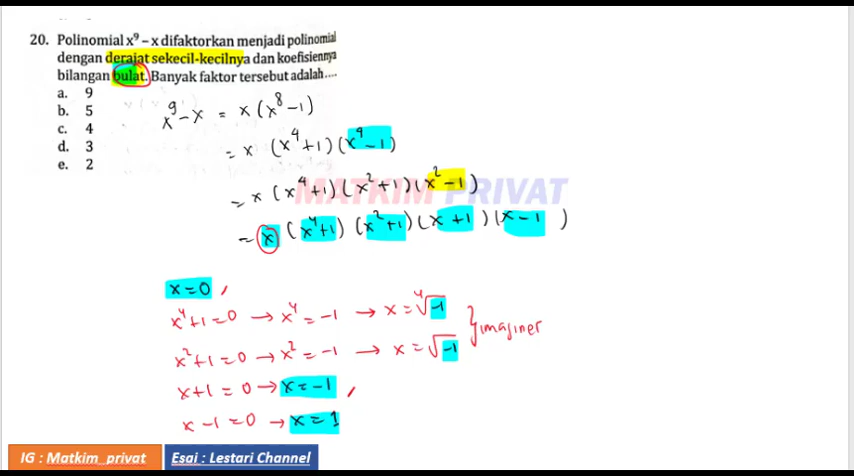 20. Polinomial x⁹ – x difaktorkan menjadi polinomial
dengan derajat sekecil-kecilnya dan koefisiennya
bilangan bulat. Banyak faktor tersebut adalah....
a. 9
b. 5
c. 4
d. 3
e. 2
x⁹ – x = x(x⁸ – 1)
= x (x⁴+1)(x⁴–1)
= x (x⁴+1)(x²+1)(x²–1)
MATKIM PRIVAT
= x (x⁴+1)(x²+1)(x+1)(x–1)
x=0,
x⁴+1=0 → x⁴=–1 → x=⁴√-1
x²+1=0 → x²=–1 → x=√-1
} imajiner
x+1=0 → x=–1,
x–1=0 → x=1
IG : Matkim_privat
Esai : Lestari Channel